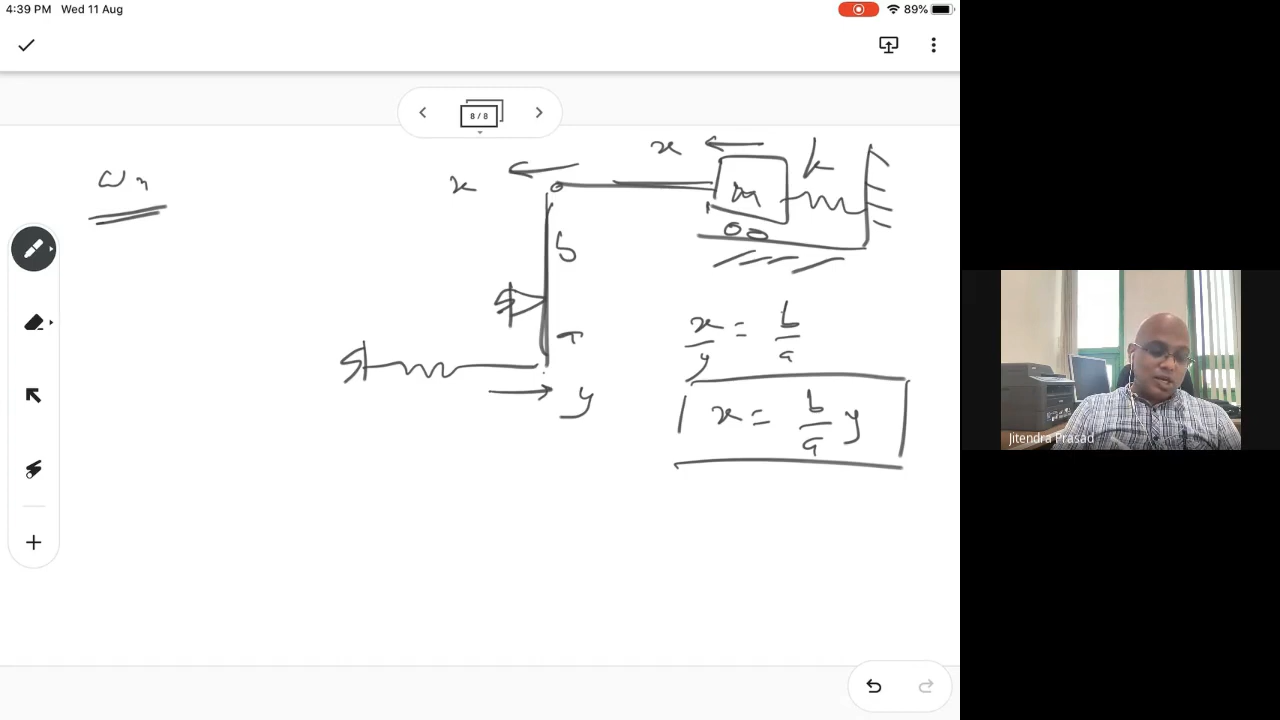 4:39 PM Wed 11 Aug
89%
8 / 8
ωn
x
x
m
k
b
a
y
x/y = b/a
x = b/a y
Jitendra Prasad